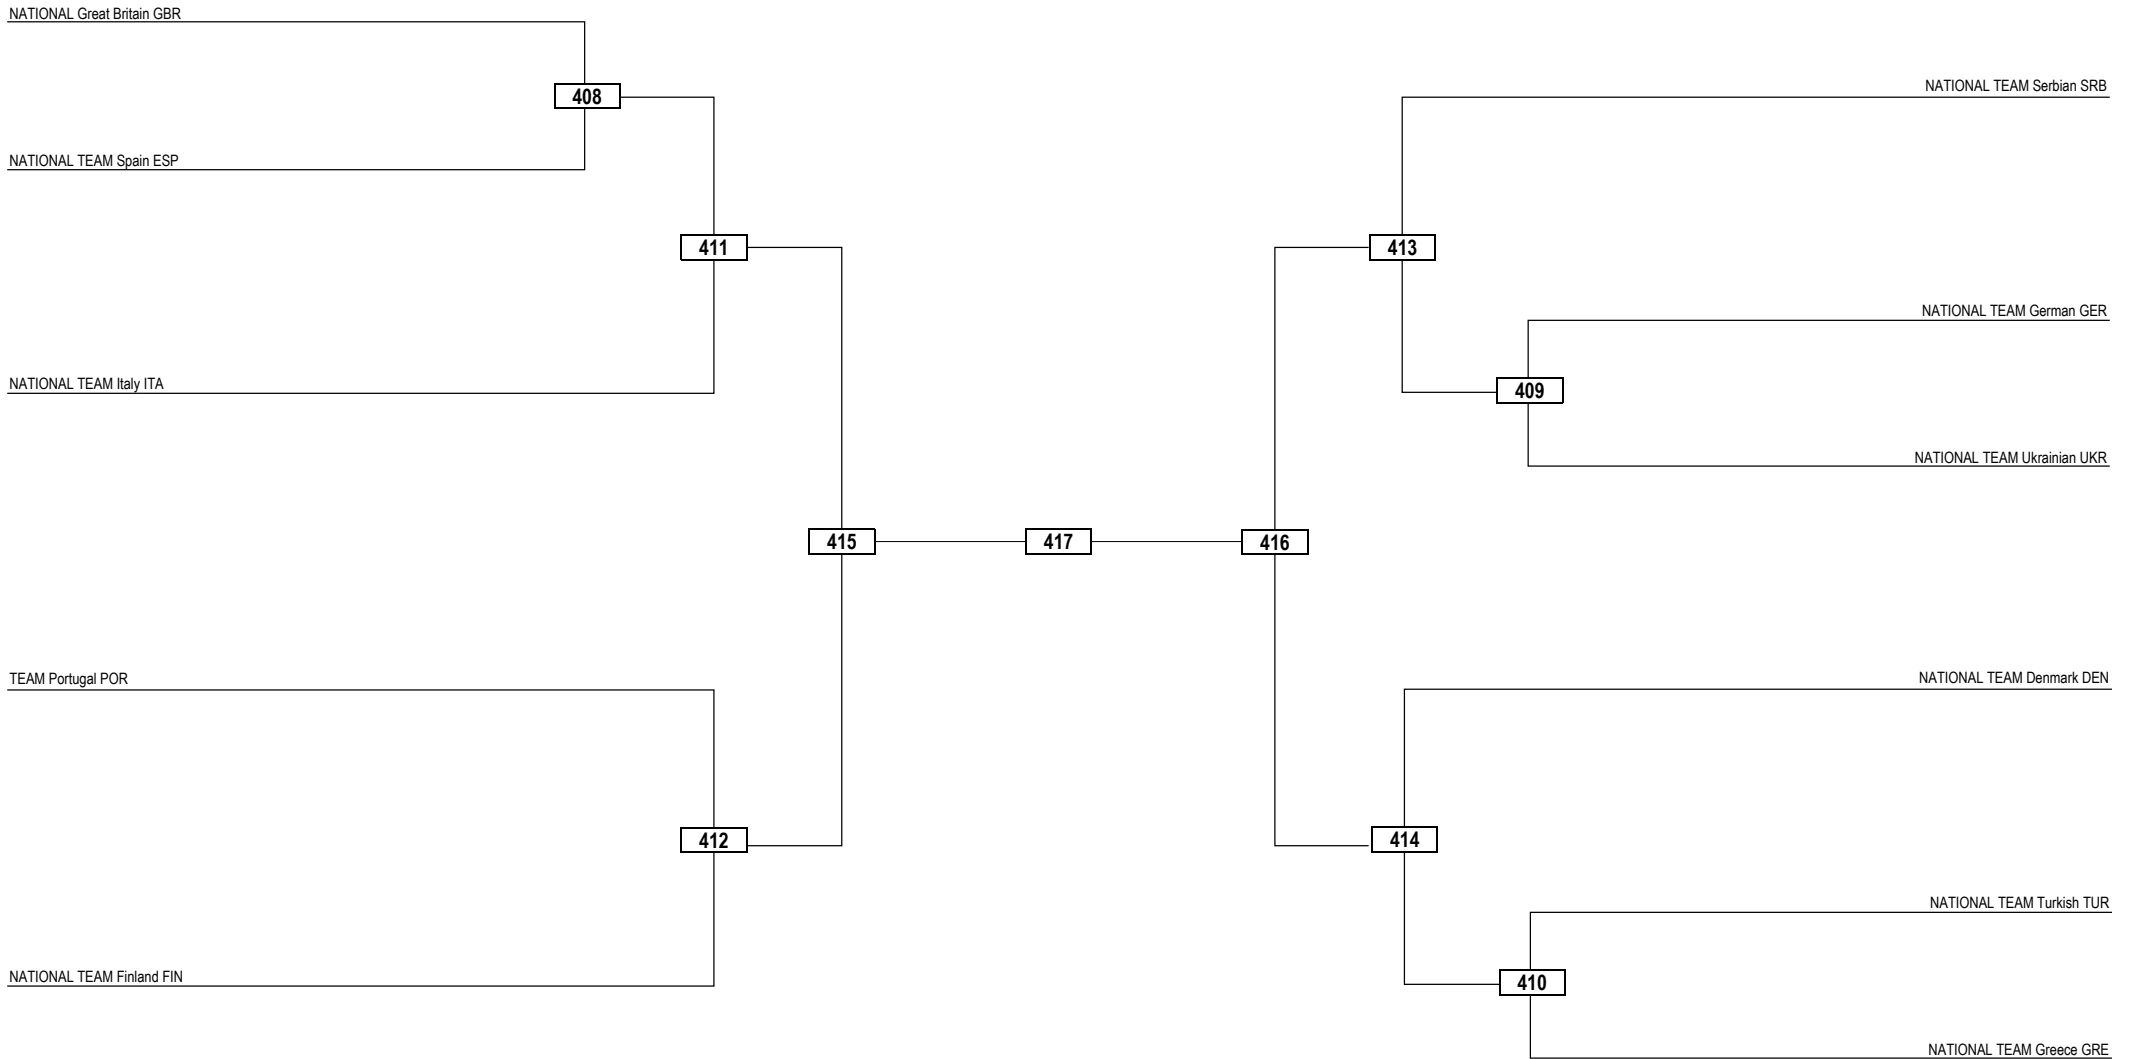 NATIONAL Great Britain GBR
408
NATIONAL TEAM Spain ESP
411
NATIONAL TEAM Italy ITA
415
TEAM Portugal POR
412
NATIONAL TEAM Finland FIN
417
416
NATIONAL TEAM Serbian SRB
413
NATIONAL TEAM German GER
409
NATIONAL TEAM Ukrainian UKR
NATIONAL TEAM Denmark DEN
414
NATIONAL TEAM Turkish TUR
410
NATIONAL TEAM Greece GRE